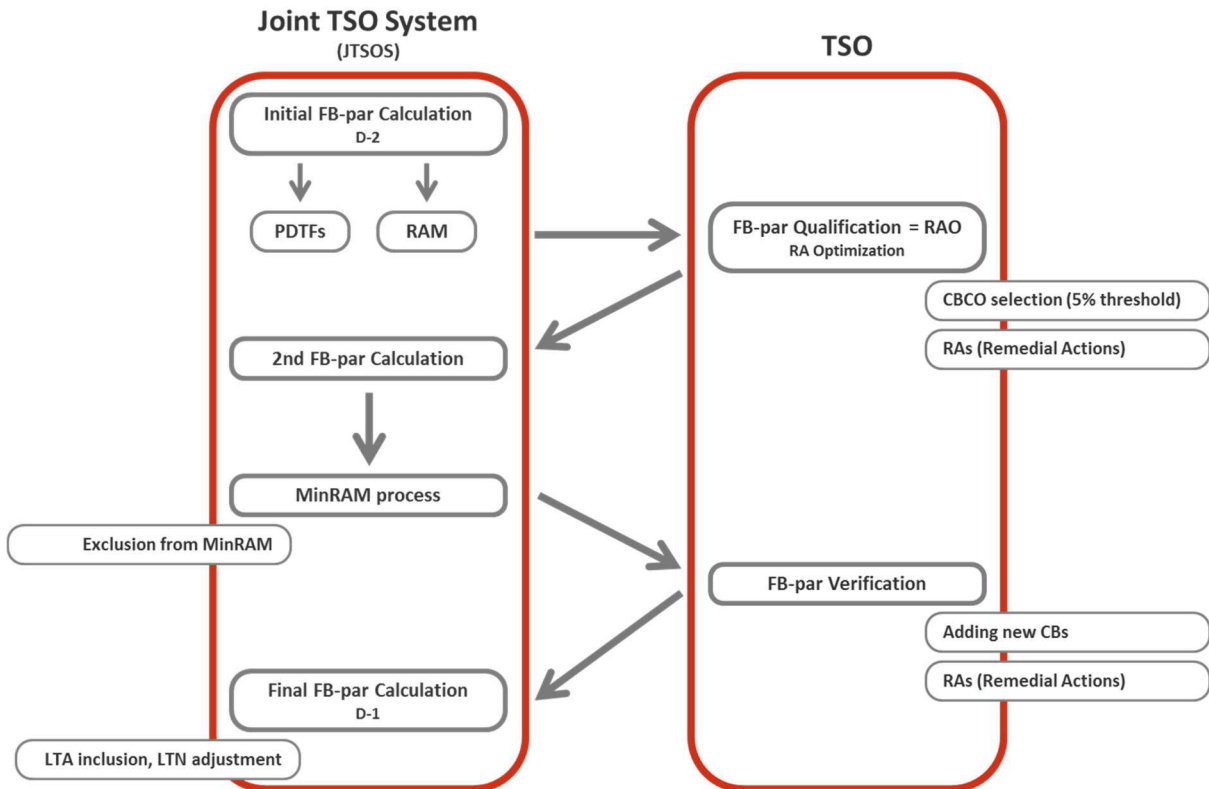 Joint TSO System
(JTSOS)
TSO
Initial FB-par Calculation
D-2
PDTFs
RAM
FB-par Qualification = RAO
RA Optimization
CBCO selection (5% threshold)
RAs (Remedial Actions)
2nd FB-par Calculation
MinRAM process
Exclusion from MinRAM
FB-par Verification
Adding new CBs
RAs (Remedial Actions)
Final FB-par Calculation
D-1
LTA inclusion, LTN adjustment